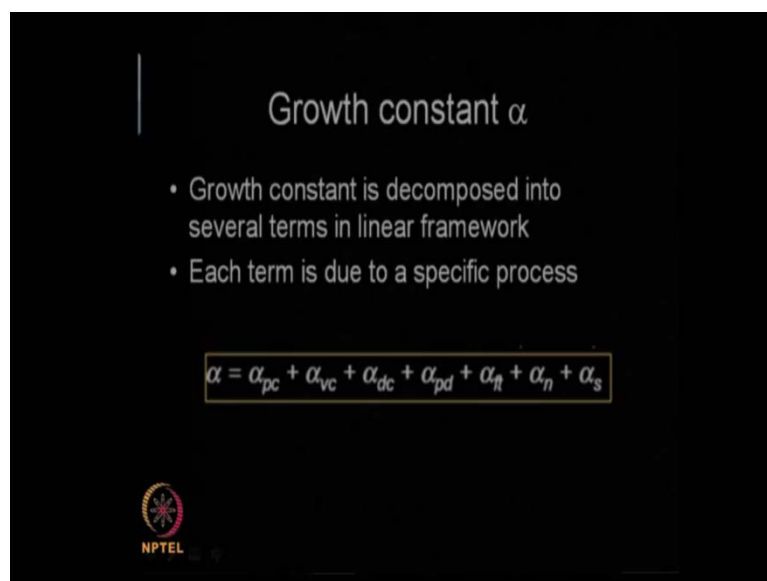 Growth constant α
• Growth constant is decomposed into
several terms in linear framework
• Each term is due to a specific process
α = α_pc + α_vc + α_dc + α_pd + α_fl + α_n + α_s
NPTEL